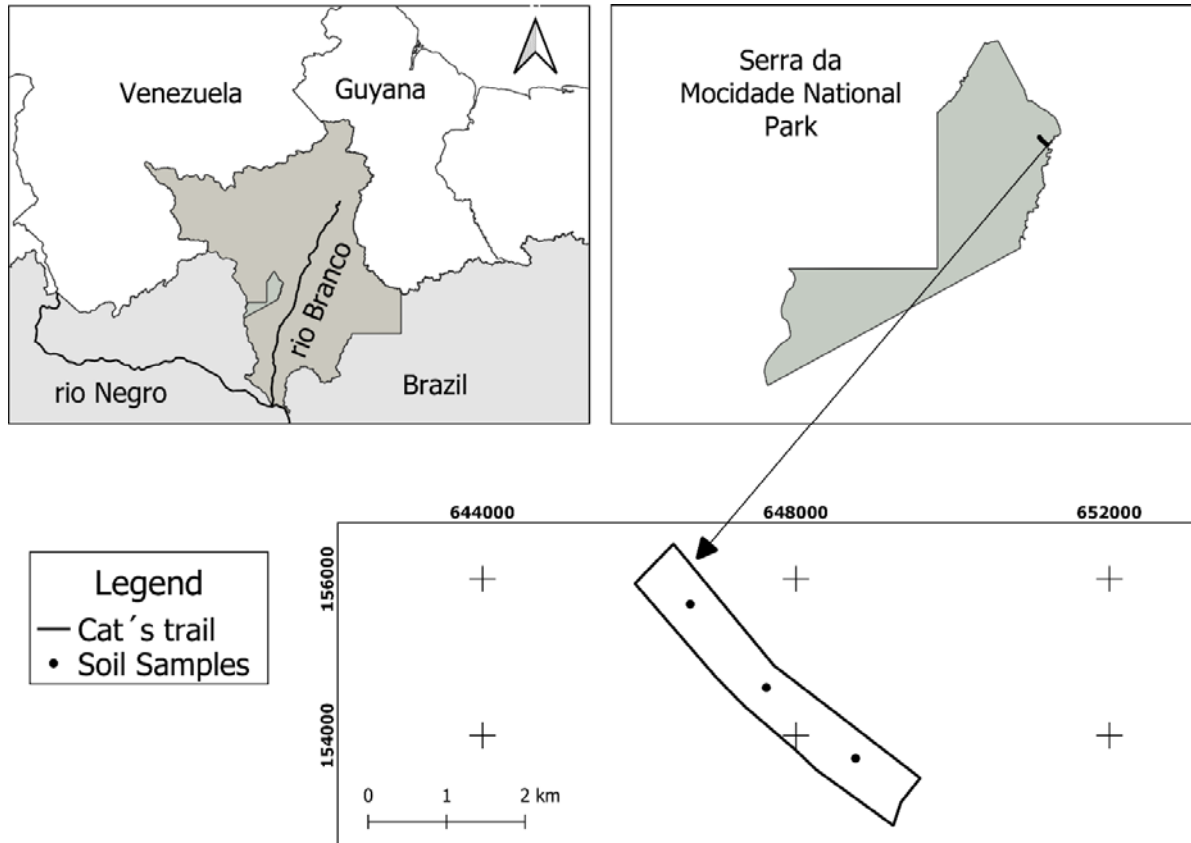 Venezuela
Guyana
rio Branco
rio Negro
Brazil
Serra da
Mocidade National
Park
644000
648000
652000
156000
154000
Legend
Cat´s trail
Soil Samples
0 1 2 km